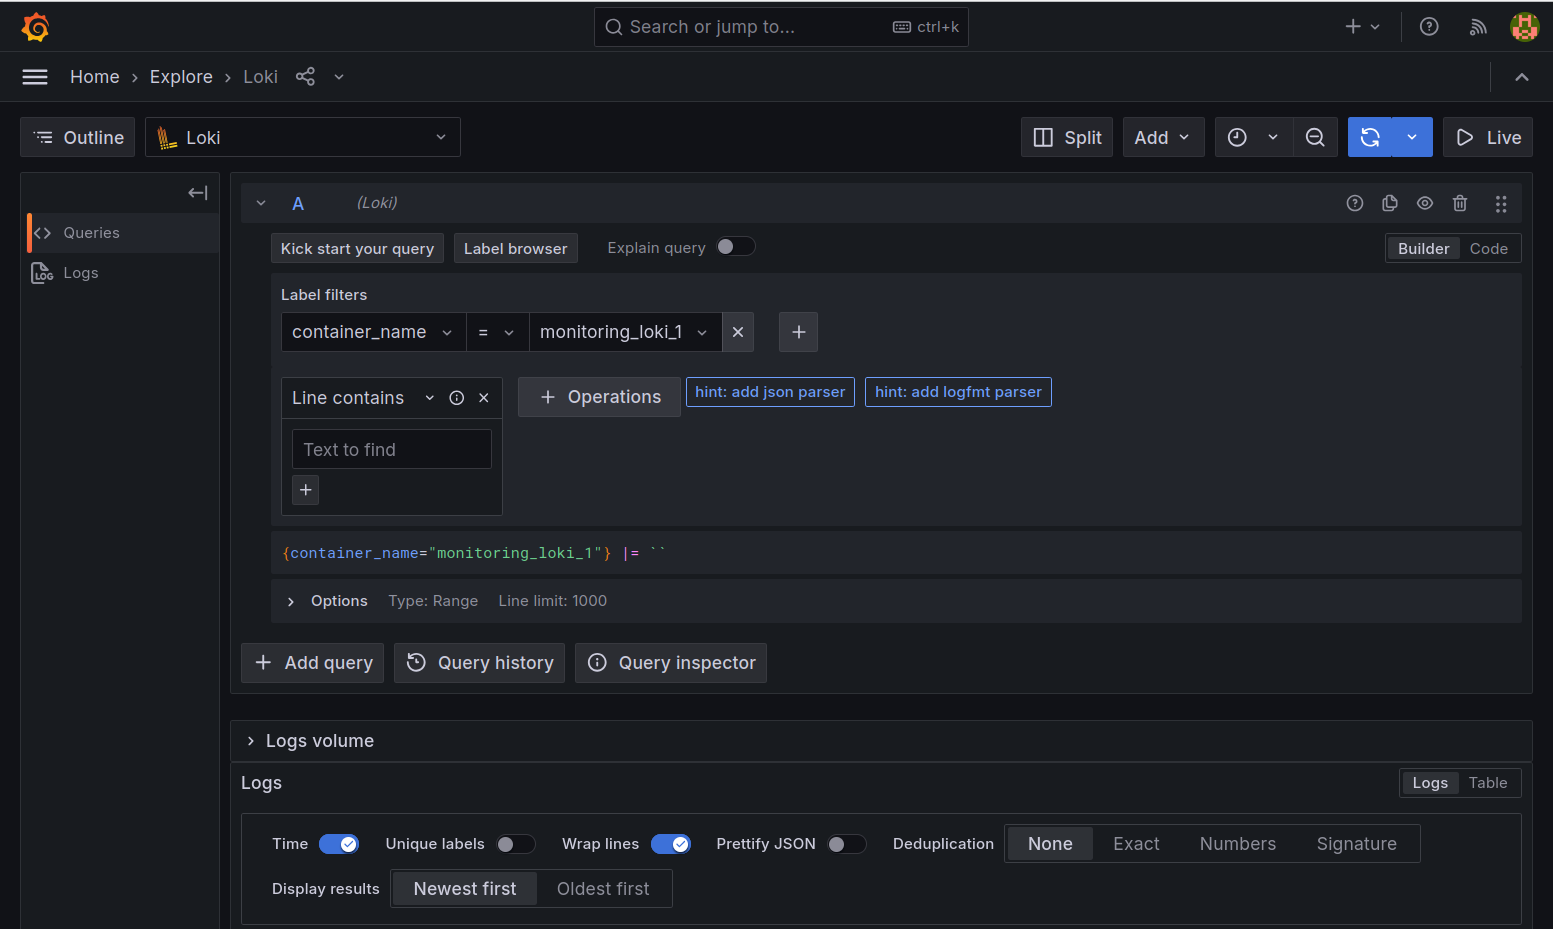 Search or jump to... ctrl+k
Home › Explore › Loki
Outline Loki Split Add Live
A (Loki)
Queries
Logs
Kick start your query Label browser Explain query Builder Code
Label filters
container_name = monitoring_loki_1
Line contains + Operations hint: add json parser hint: add logfmt parser
Text to find
+
{container_name="monitoring_loki_1"} |= ``
Options Type: Range Line limit: 1000
+ Add query Query history Query inspector
Logs volume
Logs Logs Table
Time Unique labels Wrap lines Prettify JSON Deduplication None Exact Numbers Signature
Display results Newest first Oldest first